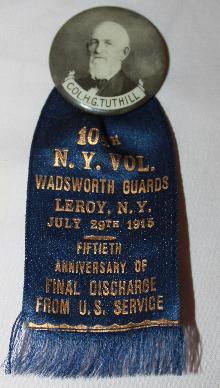 COL. H. G. TUTHILL
104TH
N. Y. VOL.
WADSWORTH GUARDS
LEROY, N. Y.
JULY 29TH 1915
FIFTIETH
ANNIVERSARY OF
FINAL DISCHARGE
FROM U.S. SERVICE